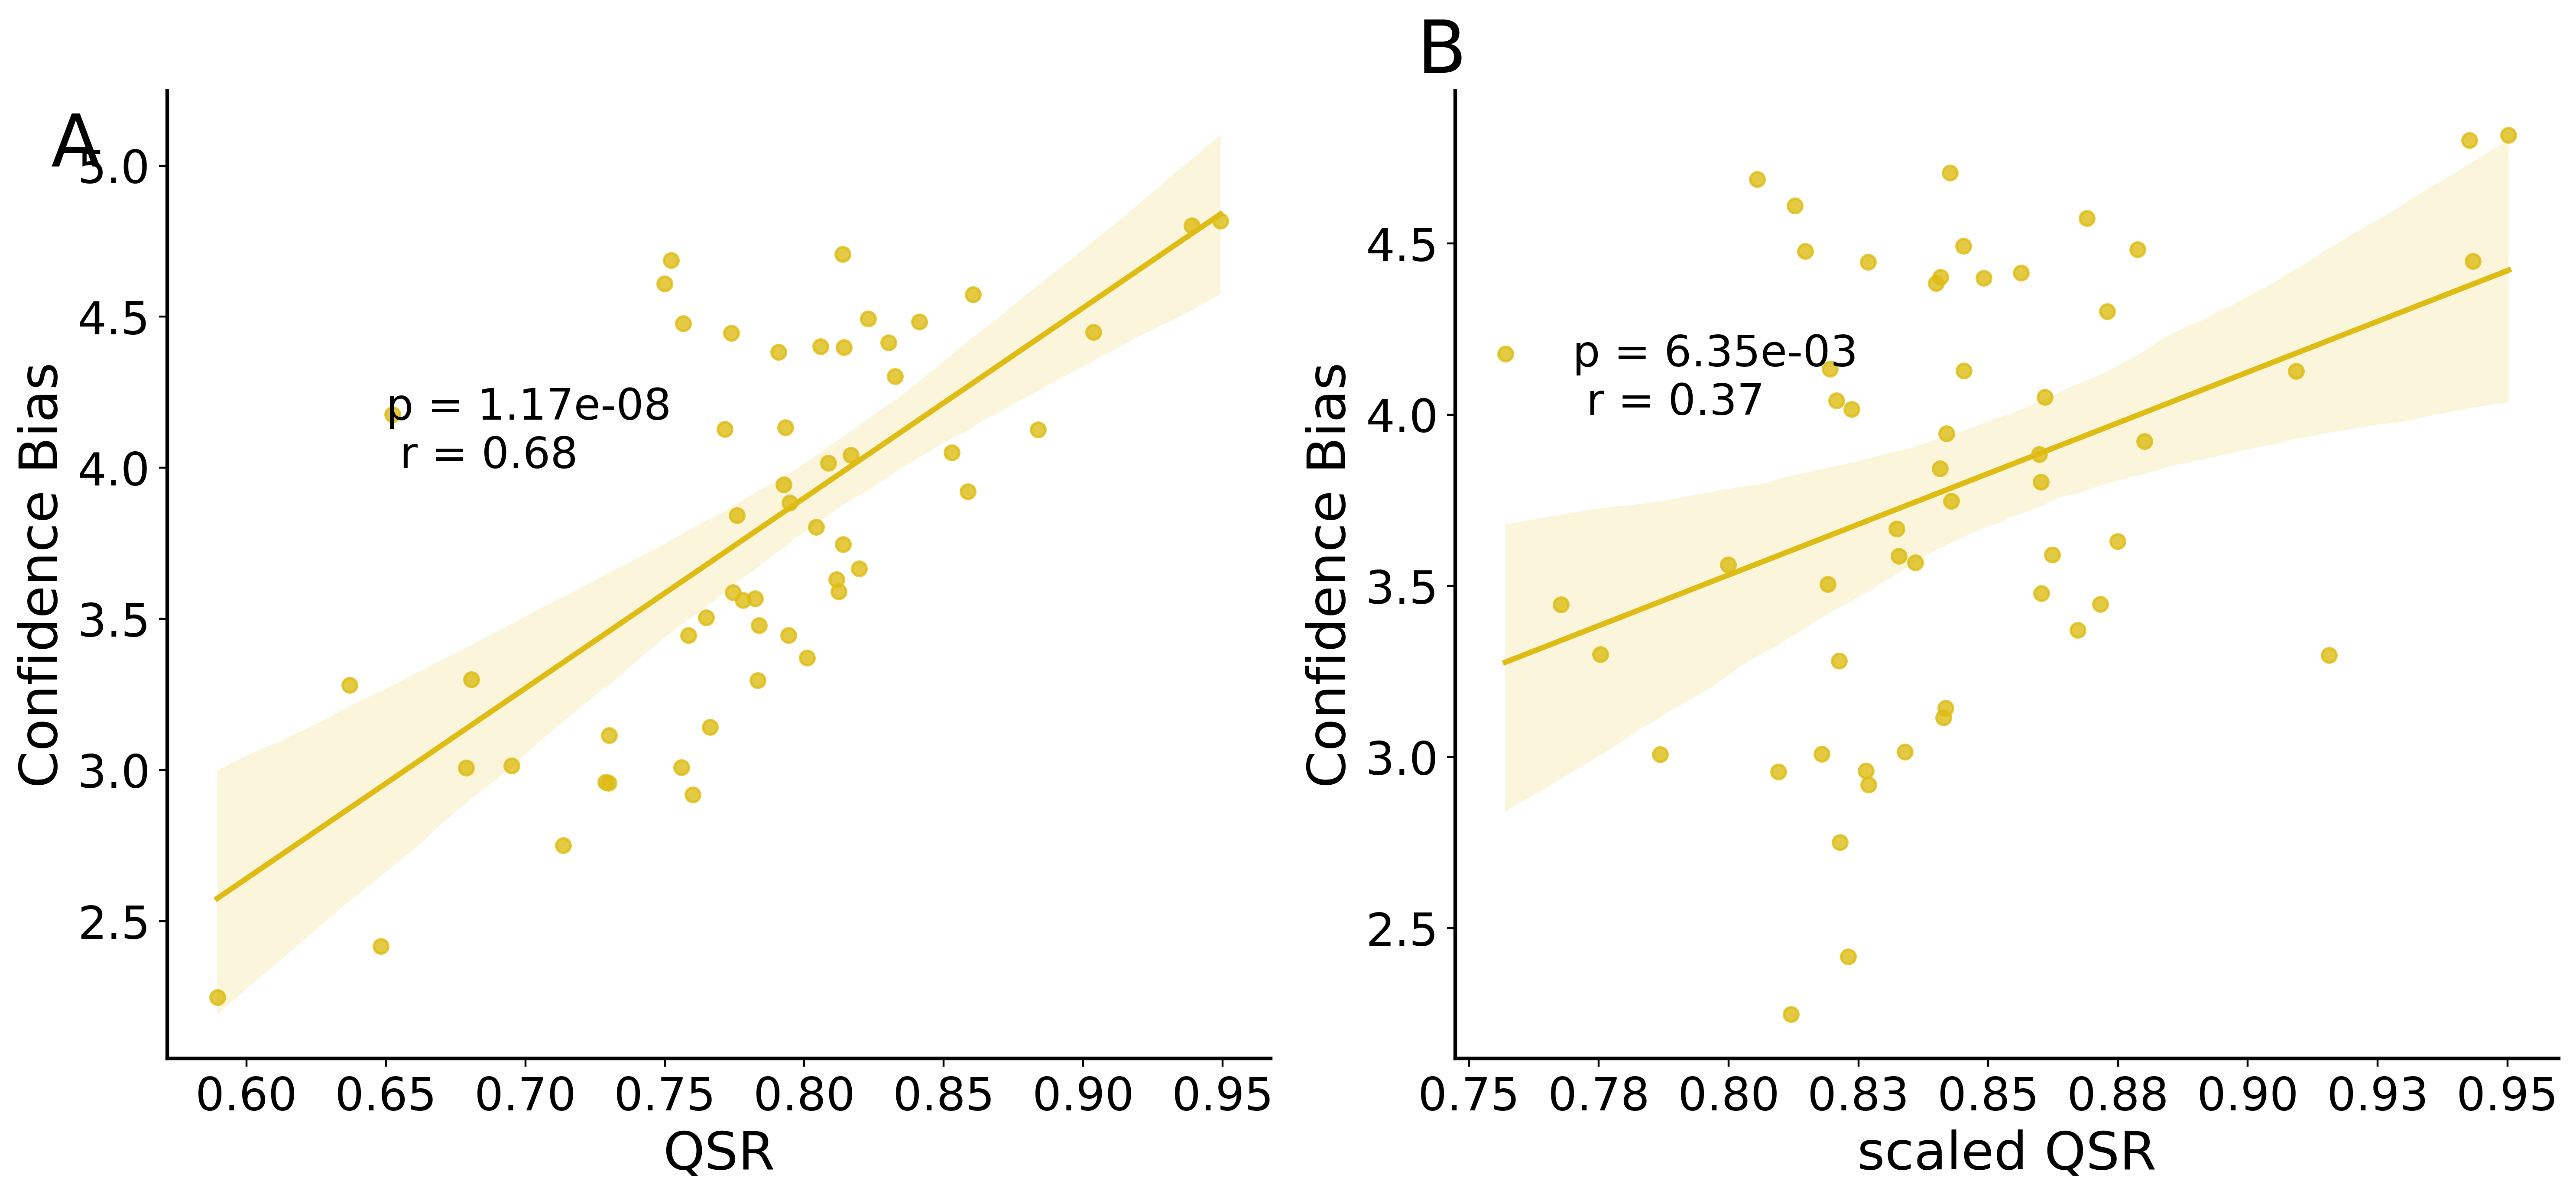 A
5.0
4.5
4.0
3.5
3.0
2.5
Confidence Bias
p = 1.17e-08
r = 0.68
0.60 0.65 0.70 0.75 0.80 0.85 0.90 0.95
QSR
B
4.5
4.0
3.5
3.0
2.5
Confidence Bias
p = 6.35e-03
r = 0.37
0.75 0.78 0.80 0.83 0.85 0.88 0.90 0.93 0.95
scaled QSR